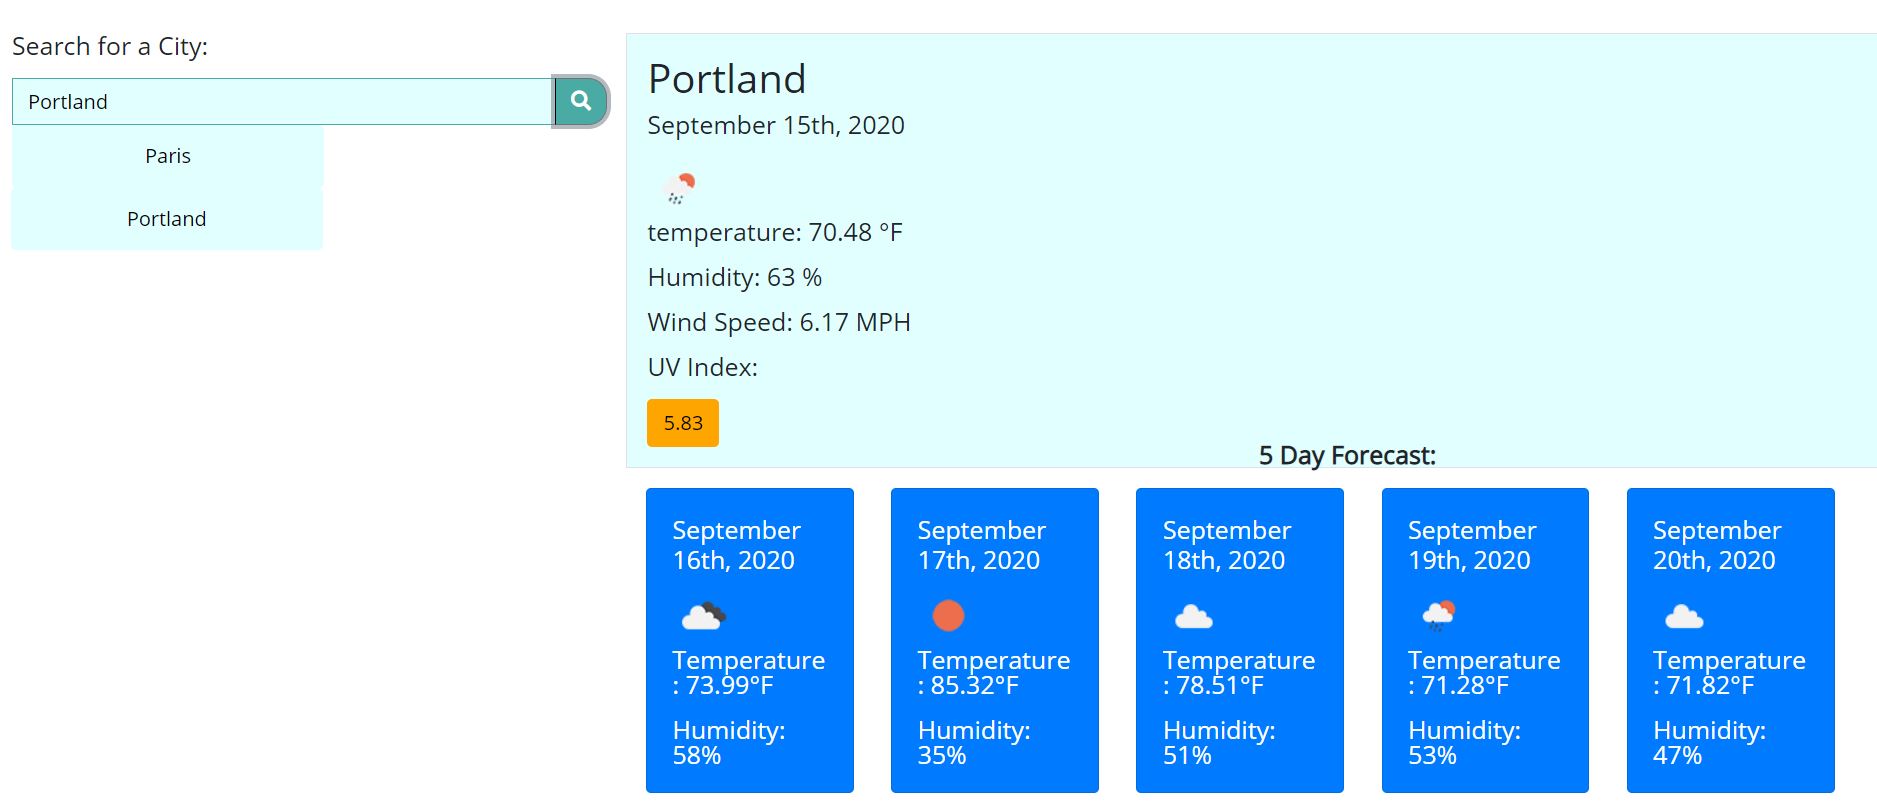 Search for a City:
Portland
Paris
Portland
Portland
September 15th, 2020
temperature: 70.48 °F
Humidity: 63 %
Wind Speed: 6.17 MPH
UV Index:
5.83
5 Day Forecast:
September
16th, 2020
Temperature
: 73.99°F
Humidity:
58%
September
17th, 2020
Temperature
: 85.32°F
Humidity:
35%
September
18th, 2020
Temperature
: 78.51°F
Humidity:
51%
September
19th, 2020
Temperature
: 71.28°F
Humidity:
53%
September
20th, 2020
Temperature
: 71.82°F
Humidity:
47%